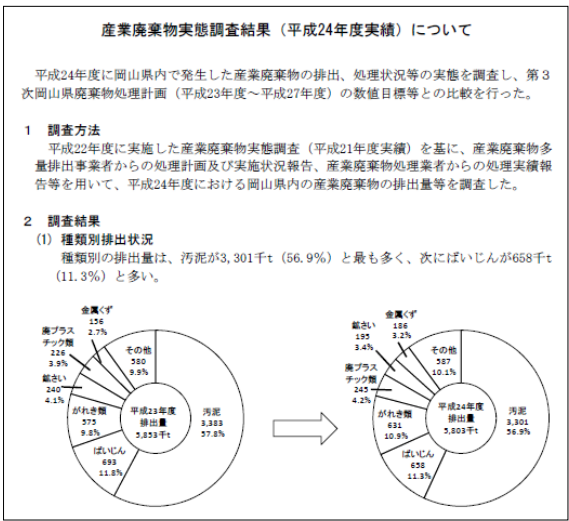 産業廃棄物実態調査結果（平成24年度実績）について
平成24年度に岡山県内で発生した産業廃棄物の排出、処理状況等の実態を調査し、第３
次岡山県廃棄物処理計画（平成23年度～平成27年度）の数値目標等との比較を行った。
１　調査方法
平成22年度に実施した産業廃棄物実態調査（平成21年度実績）を基に、産業廃棄物多
量排出事業者からの処理計画及び実施状況報告、産業廃棄物処理業者からの処理実績報
告等を用いて、平成24年度における岡山県内の産業廃棄物の排出量等を調査した。
２　調査結果
(1) 種類別排出状況
種類別の排出量は、汚泥が3,301千t（56.9％）と最も多く、次にばいじんが658千t
（11.3％）と多い。
金属くず
156
2.7%
廃プラス
チック類
226
3.9%
鉱さい
240
4.1%
がれき類
575
9.8%
ばいじん
693
11.8%
その他
580
9.9%
平成23年度
排出量
5,853千t
汚泥
3,383
57.8%
金属くず
186
3.2%
鉱さい
195
3.4%
廃プラス
チック類
245
4.2%
がれき類
631
10.9%
ばいじん
658
11.3%
その他
587
10.1%
平成24年度
排出量
5,803千t
汚泥
3,301
56.9%